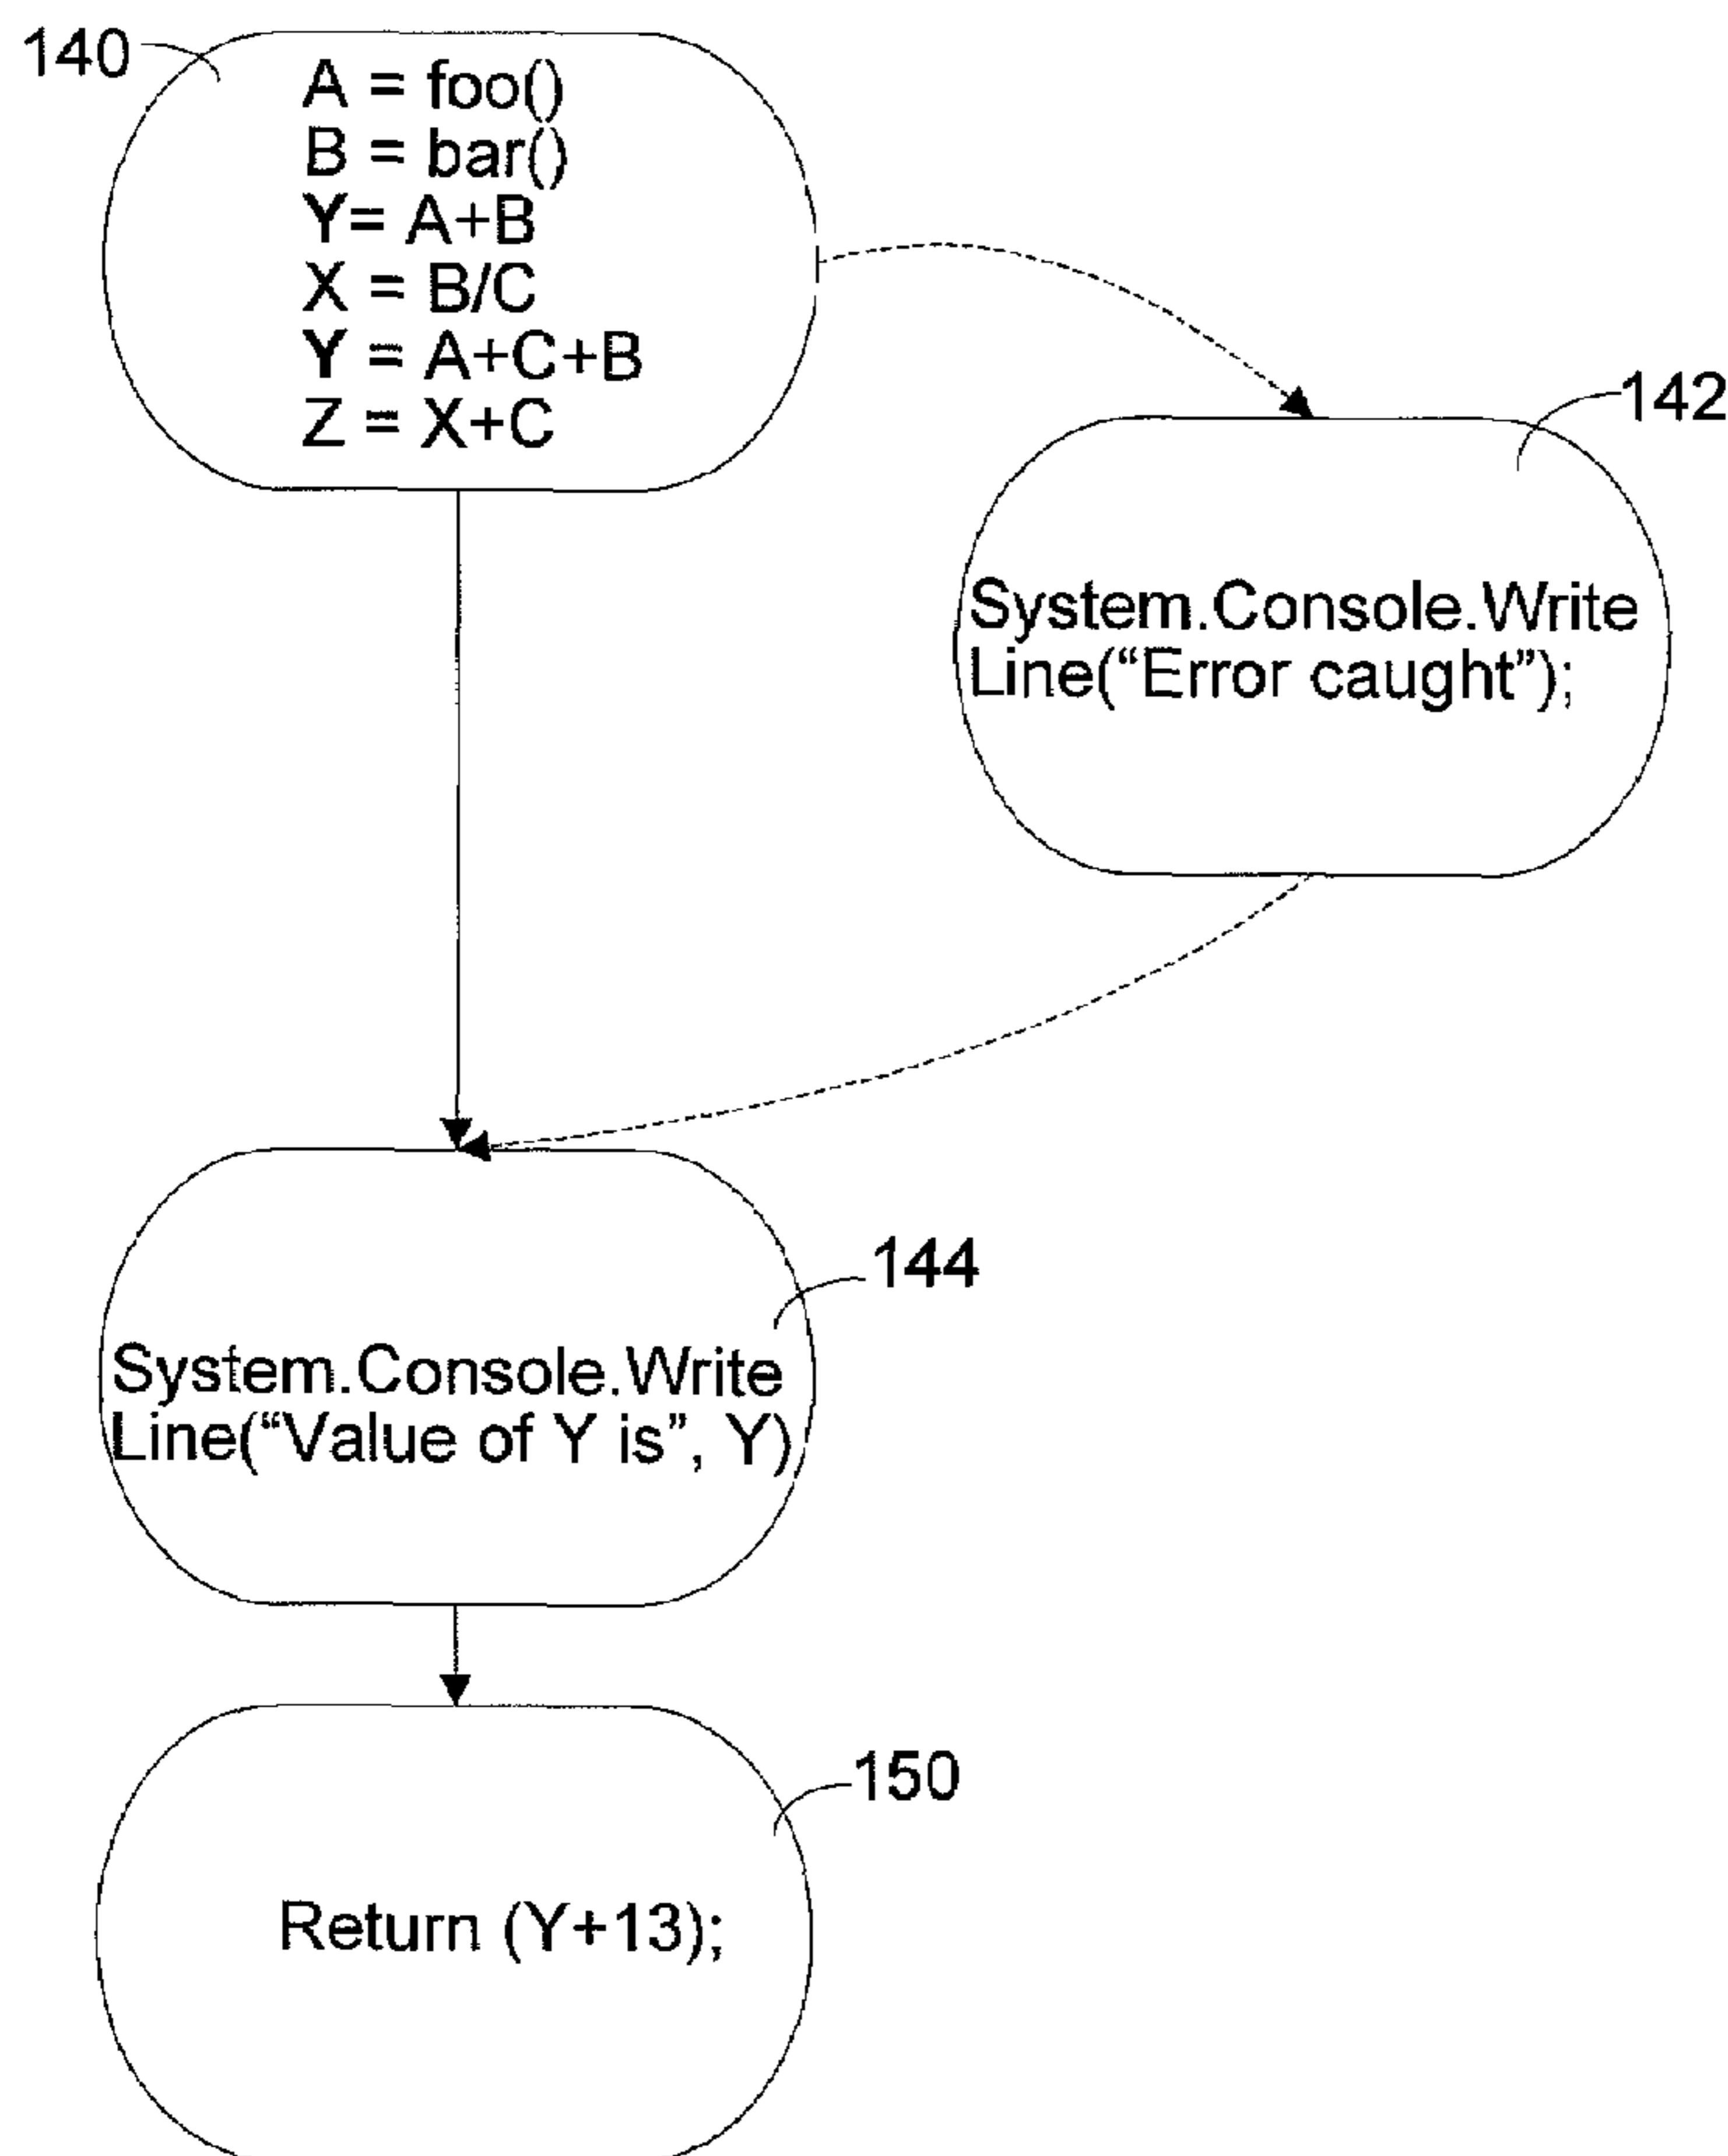 140
A = foo()
B = bar()
Y= A+B
X = B/C
Y = A+C+B
Z = X+C
142
System.Console.Write
Line(“Error caught”);
144
System.Console.Write
Line(“Value of Y is”, Y)
150
Return (Y+13);